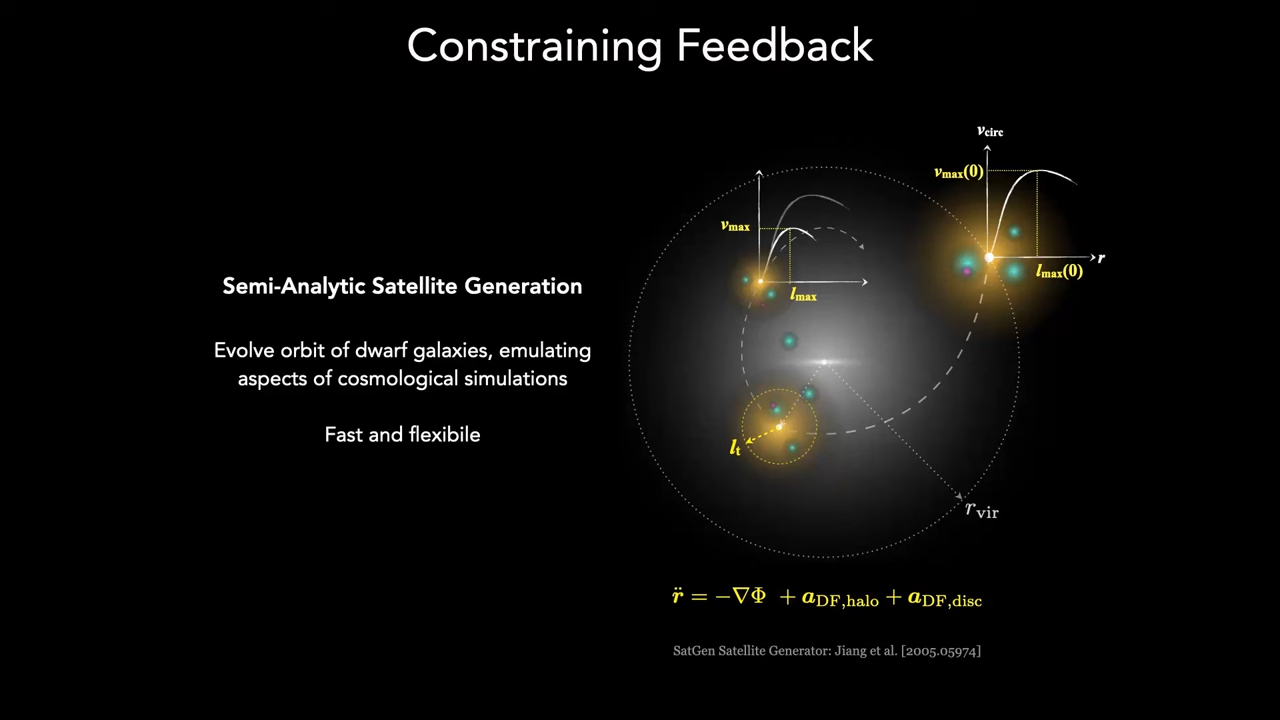 Constraining Feedback
Semi-Analytic Satellite Generation
Evolve orbit of dwarf galaxies, emulating
aspects of cosmological simulations
Fast and flexibile
v_circ
v_max(0)
r
l_max(0)
v_max
l_max
l_t
r_vir
r̈ = −∇Φ + a_DF,halo + a_DF,disc
SatGen Satellite Generator: Jiang et al. [2005.05974]